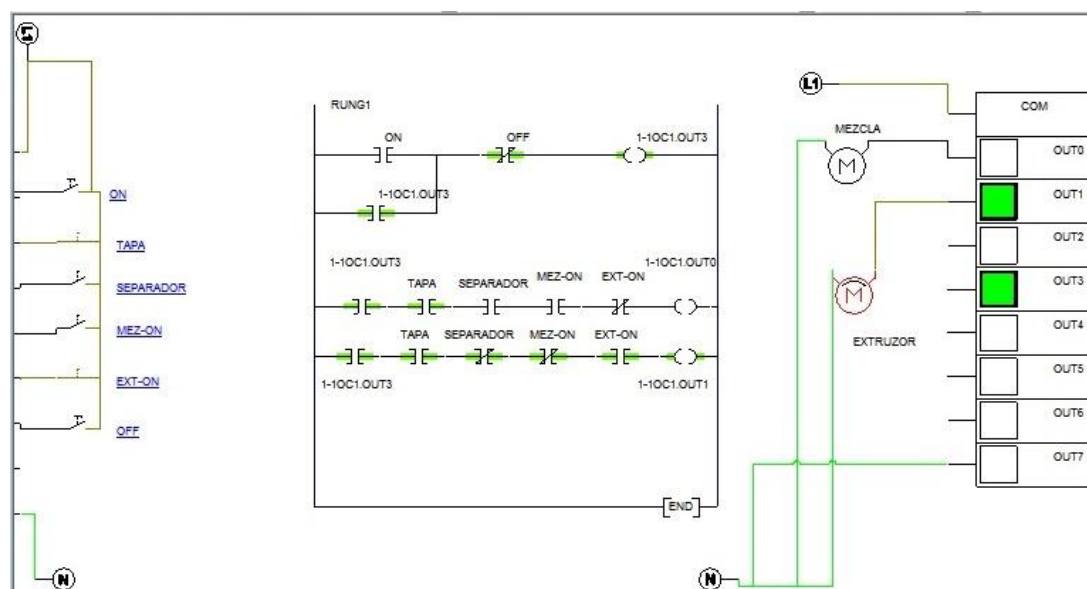 L1
COM
RUNG1
ON
OFF
1-1OC1.OUT3
MEZCLA
M
OUT0
ON
1-1OC1.OUT3
OUT1
TAPA
OUT2
1-1OC1.OUT3
TAPA
SEPARADOR
MEZ-ON
EXT-ON
1-1OC1.OUT0
SEPARADOR
M
OUT3
MEZ-ON
TAPA
SEPARADOR
MEZ-ON
EXT-ON
EXTRUZOR
OUT4
EXT-ON
1-1OC1.OUT3
1-1OC1.OUT1
OUT5
OFF
OUT6
OUT7
END
N
N